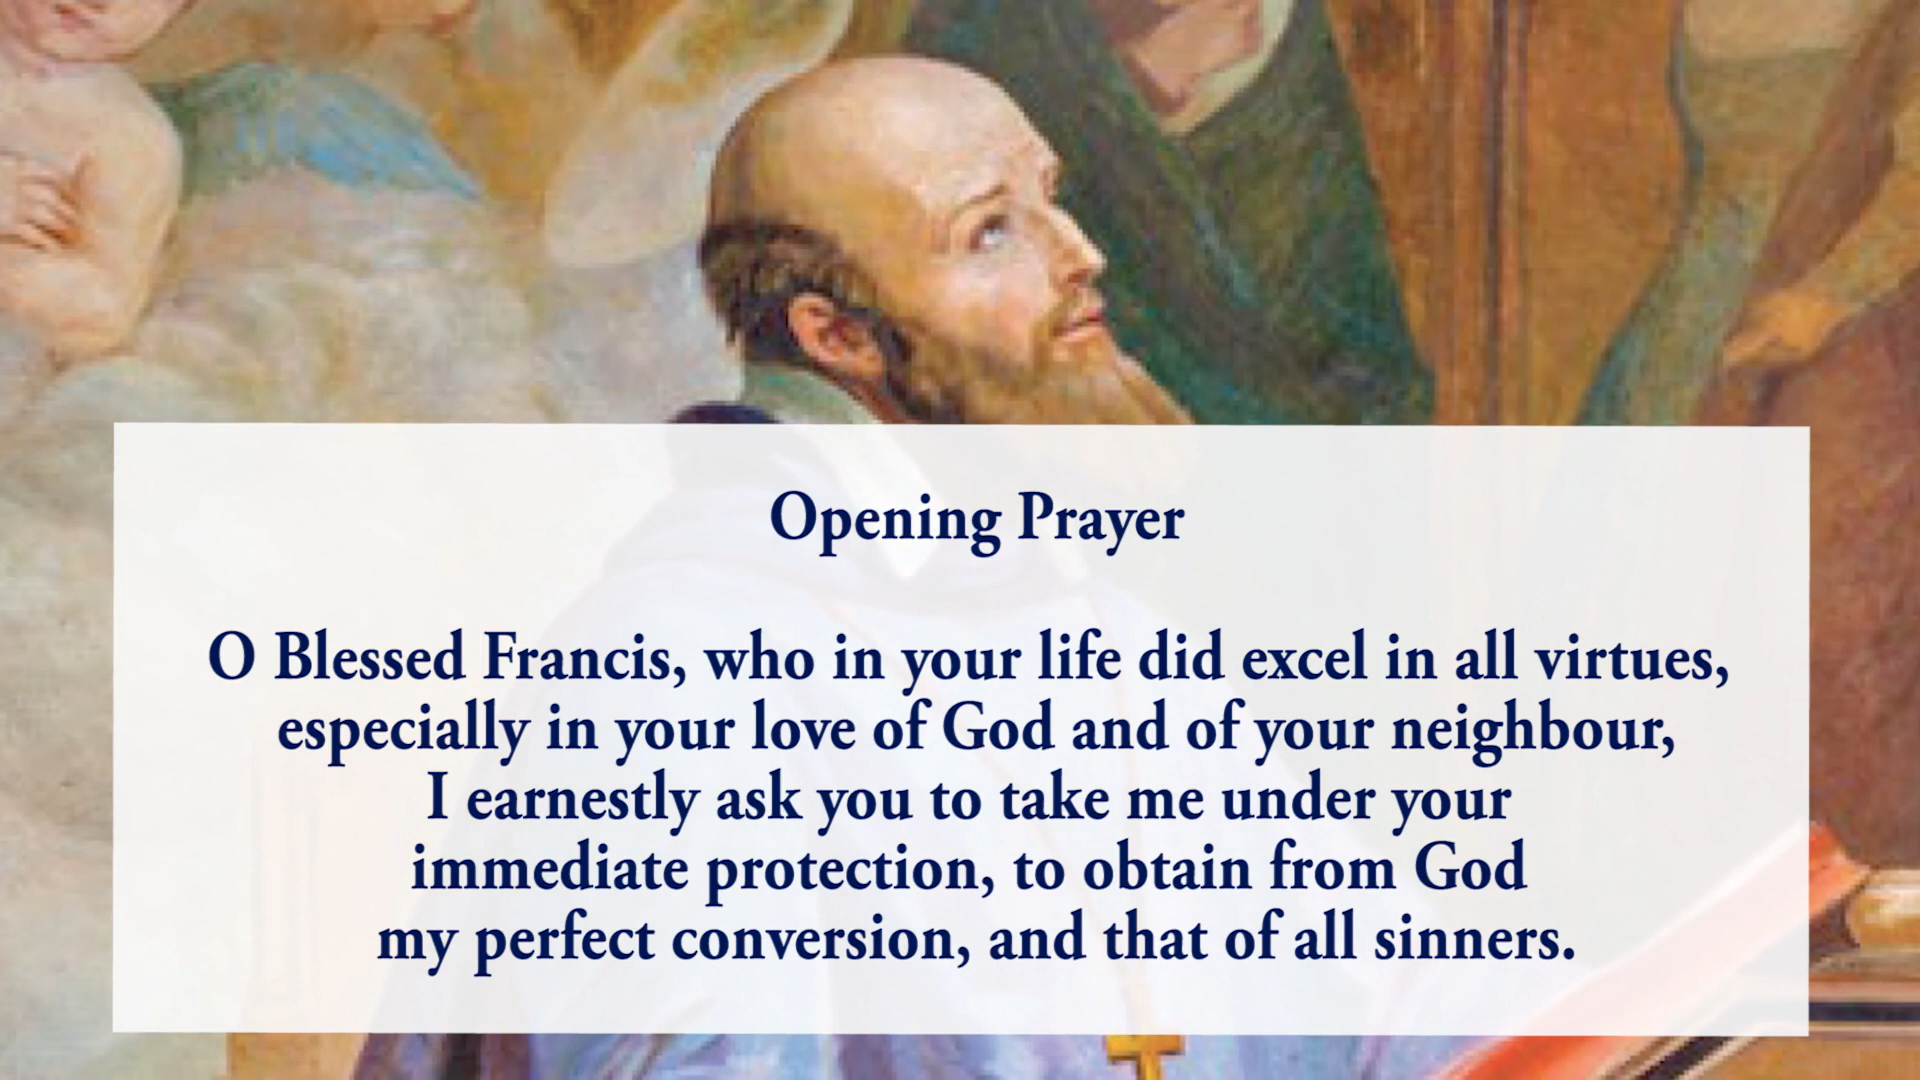 Opening Prayer
O Blessed Francis, who in your life did excel in all virtues,
especially in your love of God and of your neighbour,
I earnestly ask you to take me under your
immediate protection, to obtain from God
my perfect conversion, and that of all sinners.